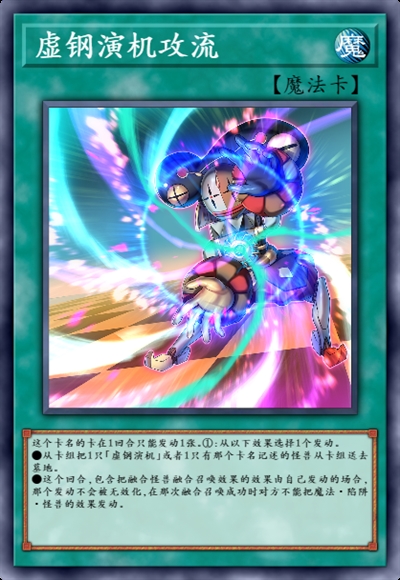 虚钢演机攻流
魔
【魔法卡】
这个卡名的卡在1回合只能发动1张。①:从以下效果选择1个发动。
●从卡组把1只「虚钢演机」或者1只有那个卡名记述的怪兽从卡组送去
墓地。
●这个回合,包含把融合怪兽融合召唤效果的效果由自己发动的场合,
那个发动不会被无效化,在那次融合召唤成功时对方不能把魔法・陷阱
・怪兽的效果发动。